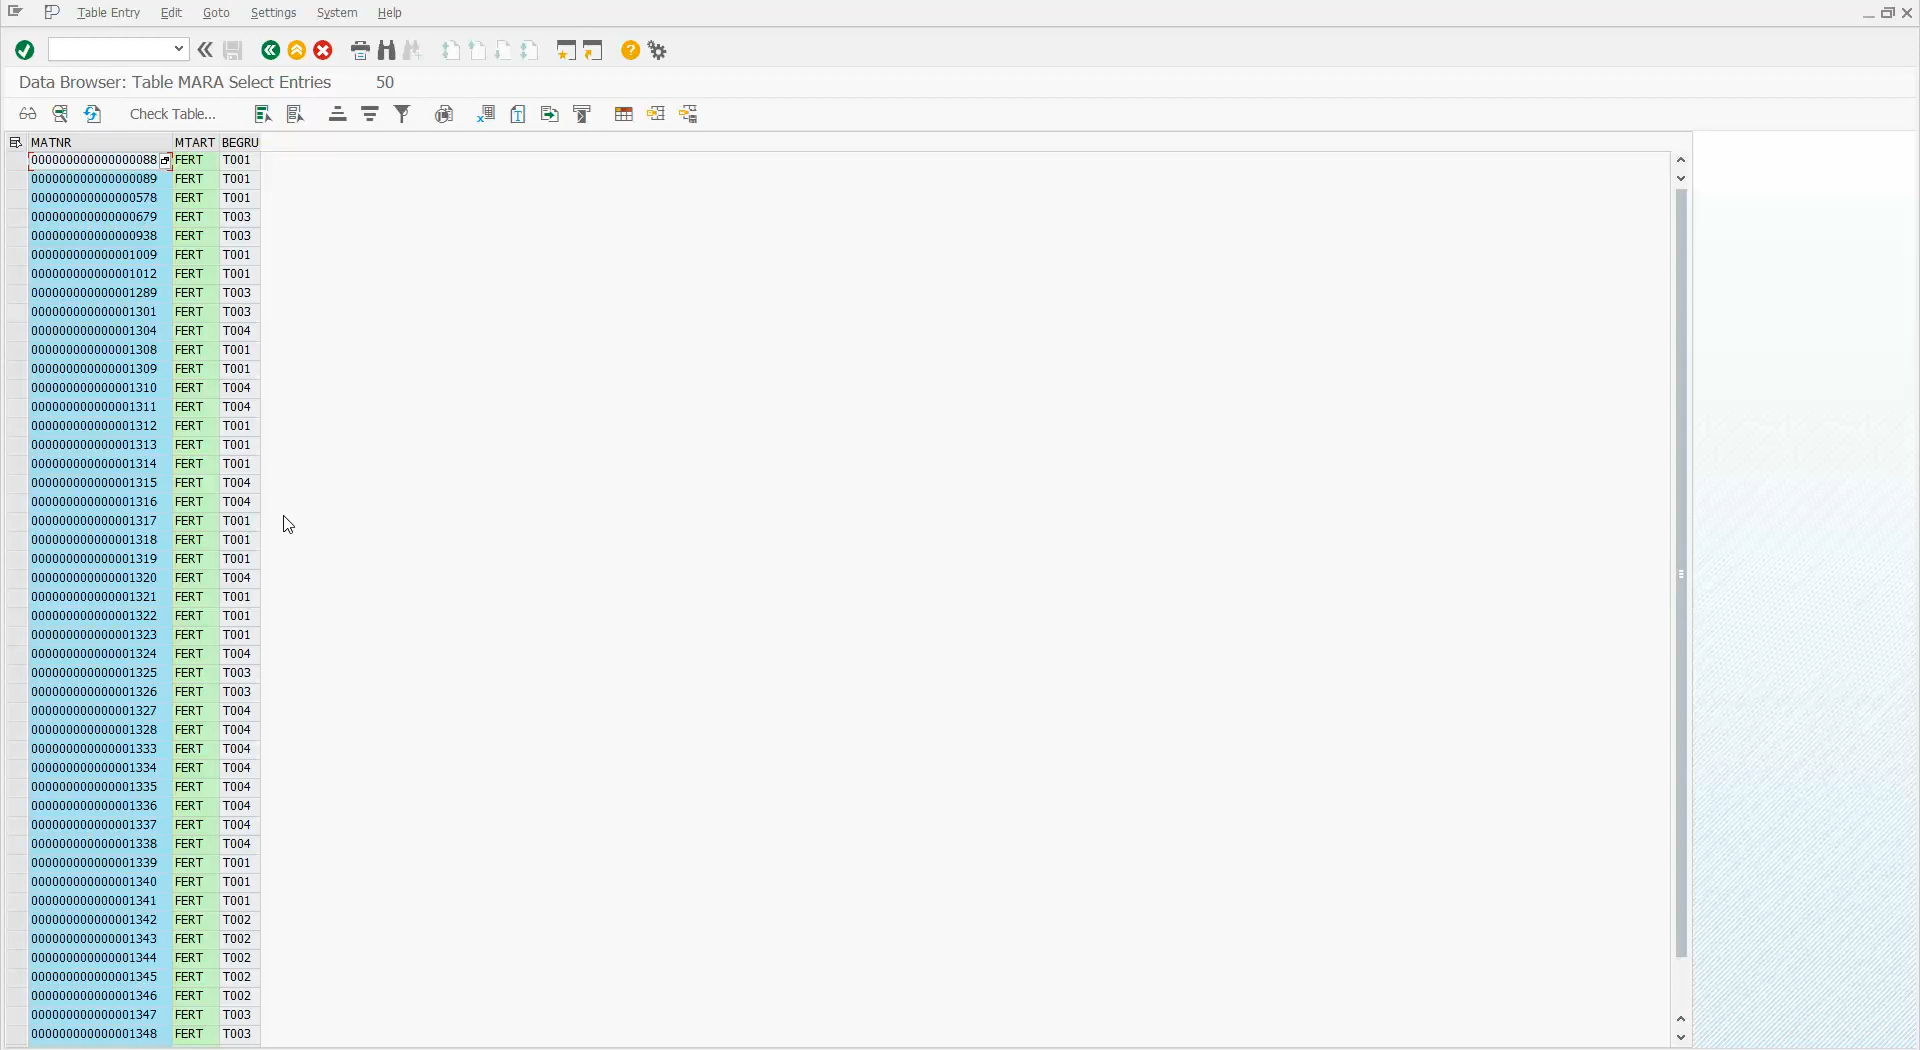 Table Entry Edit Goto Settings System Help
Data Browser: Table MARA Select Entries 50
Check Table...
MATNR MTART BEGRU
000000000000000088 FERT T001
000000000000000089 FERT T001
000000000000000578 FERT T001
000000000000000679 FERT T003
000000000000000938 FERT T003
000000000000001009 FERT T001
000000000000001012 FERT T001
000000000000001289 FERT T003
000000000000001301 FERT T003
000000000000001304 FERT T004
000000000000001308 FERT T001
000000000000001309 FERT T001
000000000000001310 FERT T004
000000000000001311 FERT T004
000000000000001312 FERT T001
000000000000001313 FERT T001
000000000000001314 FERT T001
000000000000001315 FERT T004
000000000000001316 FERT T004
000000000000001317 FERT T001
000000000000001318 FERT T001
000000000000001319 FERT T001
000000000000001320 FERT T004
000000000000001321 FERT T001
000000000000001322 FERT T001
000000000000001323 FERT T001
000000000000001324 FERT T004
000000000000001325 FERT T003
000000000000001326 FERT T003
000000000000001327 FERT T004
000000000000001328 FERT T004
000000000000001333 FERT T004
000000000000001334 FERT T004
000000000000001335 FERT T004
000000000000001336 FERT T004
000000000000001337 FERT T004
000000000000001338 FERT T004
000000000000001339 FERT T001
000000000000001340 FERT T001
000000000000001341 FERT T001
000000000000001342 FERT T002
000000000000001343 FERT T002
000000000000001344 FERT T002
000000000000001345 FERT T002
000000000000001346 FERT T002
000000000000001347 FERT T003
000000000000001348 FERT T003